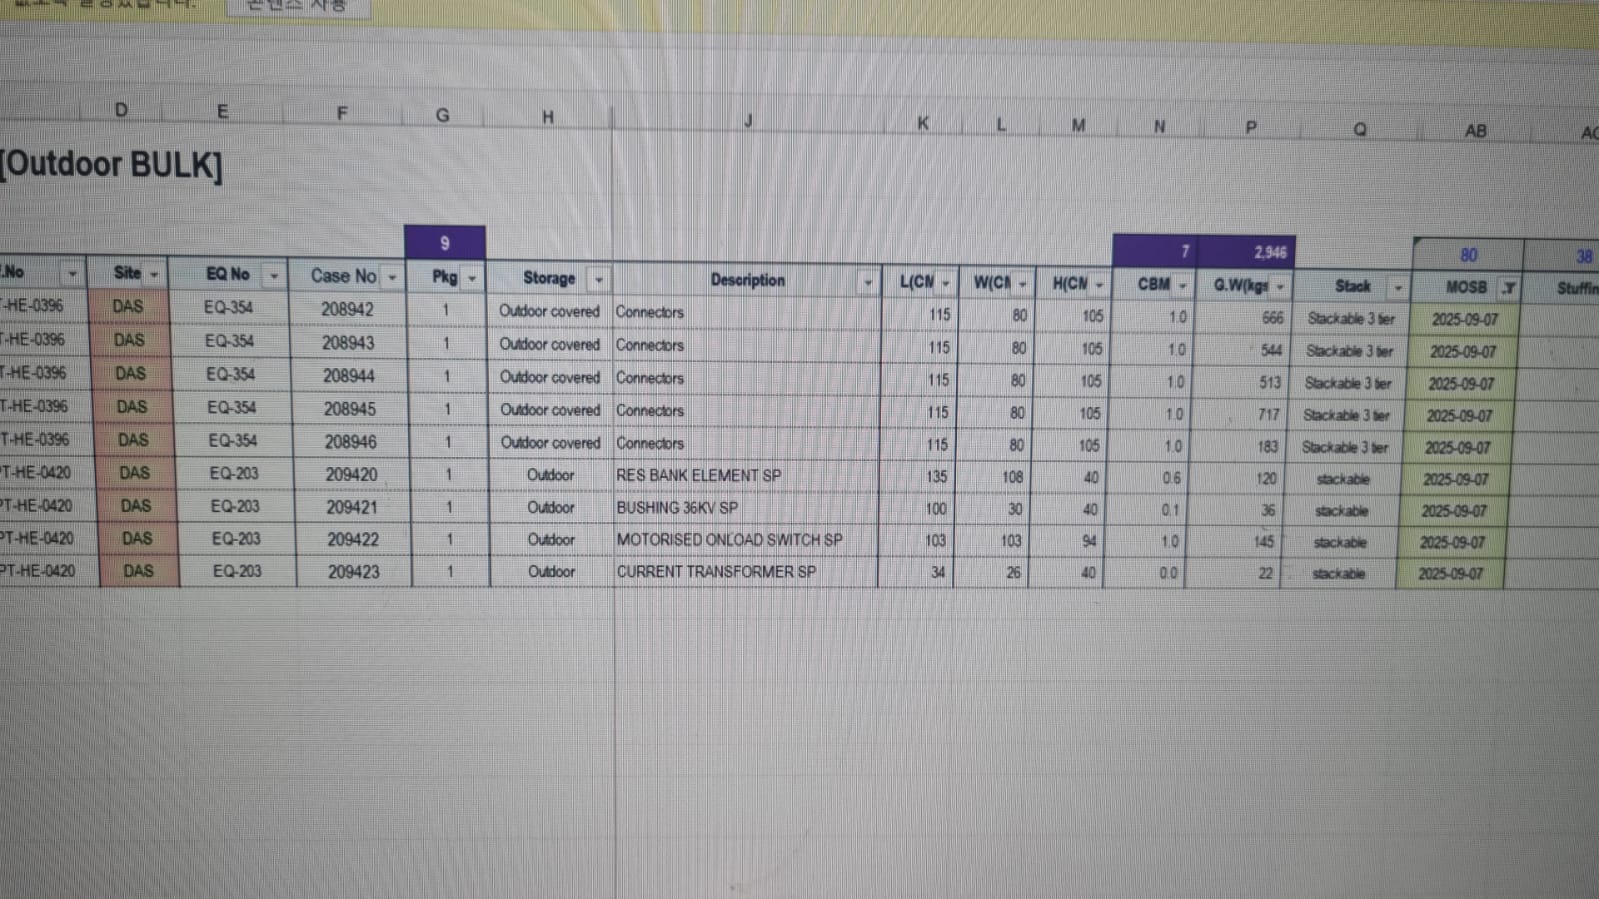 콘텐츠 사용
D E F G H J K L M N P Q AB
[Outdoor BULK]
9 7 2,946 80 38
.No Site EQ No Case No Pkg Storage Description L(CM W(CM H(CM CBM G.W(kgs Stack MOSB Stuffin
T-HE-0396 DAS EQ-354 208942 1 Outdoor covered Connectors 115 80 105 1.0 666 Stackable 3 tier 2025-09-07
T-HE-0396 DAS EQ-354 208943 1 Outdoor covered Connectors 115 80 105 1.0 544 Stackable 3 tier 2025-09-07
T-HE-0396 DAS EQ-354 208944 1 Outdoor covered Connectors 115 80 105 1.0 513 Stackable 3 tier 2025-09-07
T-HE-0396 DAS EQ-354 208945 1 Outdoor covered Connectors 115 80 105 1.0 717 Stackable 3 tier 2025-09-07
T-HE-0396 DAS EQ-354 208946 1 Outdoor covered Connectors 115 80 105 1.0 183 Stackable 3 tier 2025-09-07
PT-HE-0420 DAS EQ-203 209420 1 Outdoor RES BANK ELEMENT SP 135 108 40 0.6 120 stackable 2025-09-07
PT-HE-0420 DAS EQ-203 209421 1 Outdoor BUSHING 36KV SP 100 30 40 0.1 36 stackable 2025-09-07
PT-HE-0420 DAS EQ-203 209422 1 Outdoor MOTORISED ONLOAD SWITCH SP 103 103 94 1.0 145 stackable 2025-09-07
PT-HE-0420 DAS EQ-203 209423 1 Outdoor CURRENT TRANSFORMER SP 34 26 40 0.0 22 stackable 2025-09-07